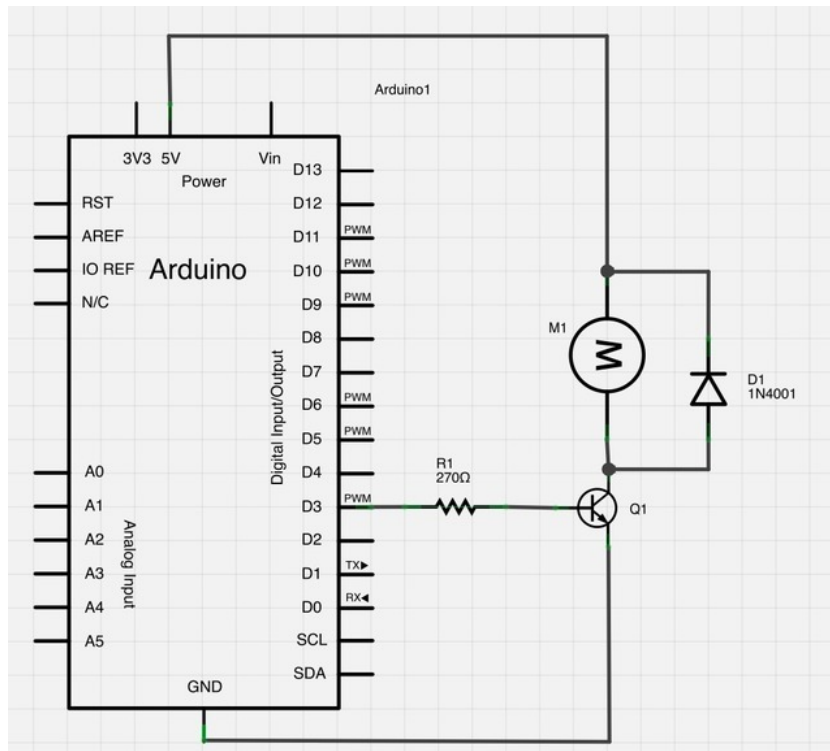 Arduino1
3V3 5V Vin
Power
D13
RST
D12
AREF
D11 PWM
IO REF
Arduino
D10 PWM
N/C
D9 PWM
D8
M1
M
D7
D6 PWM
D1
1N4001
D5 PWM
Digital Input/Output
A0
D4
R1
270Ω
A1
D3 PWM
Q1
A2
D2
Analog Input
A3
D1 TX▶
A4
D0 RX◀
A5
SCL
SDA
GND